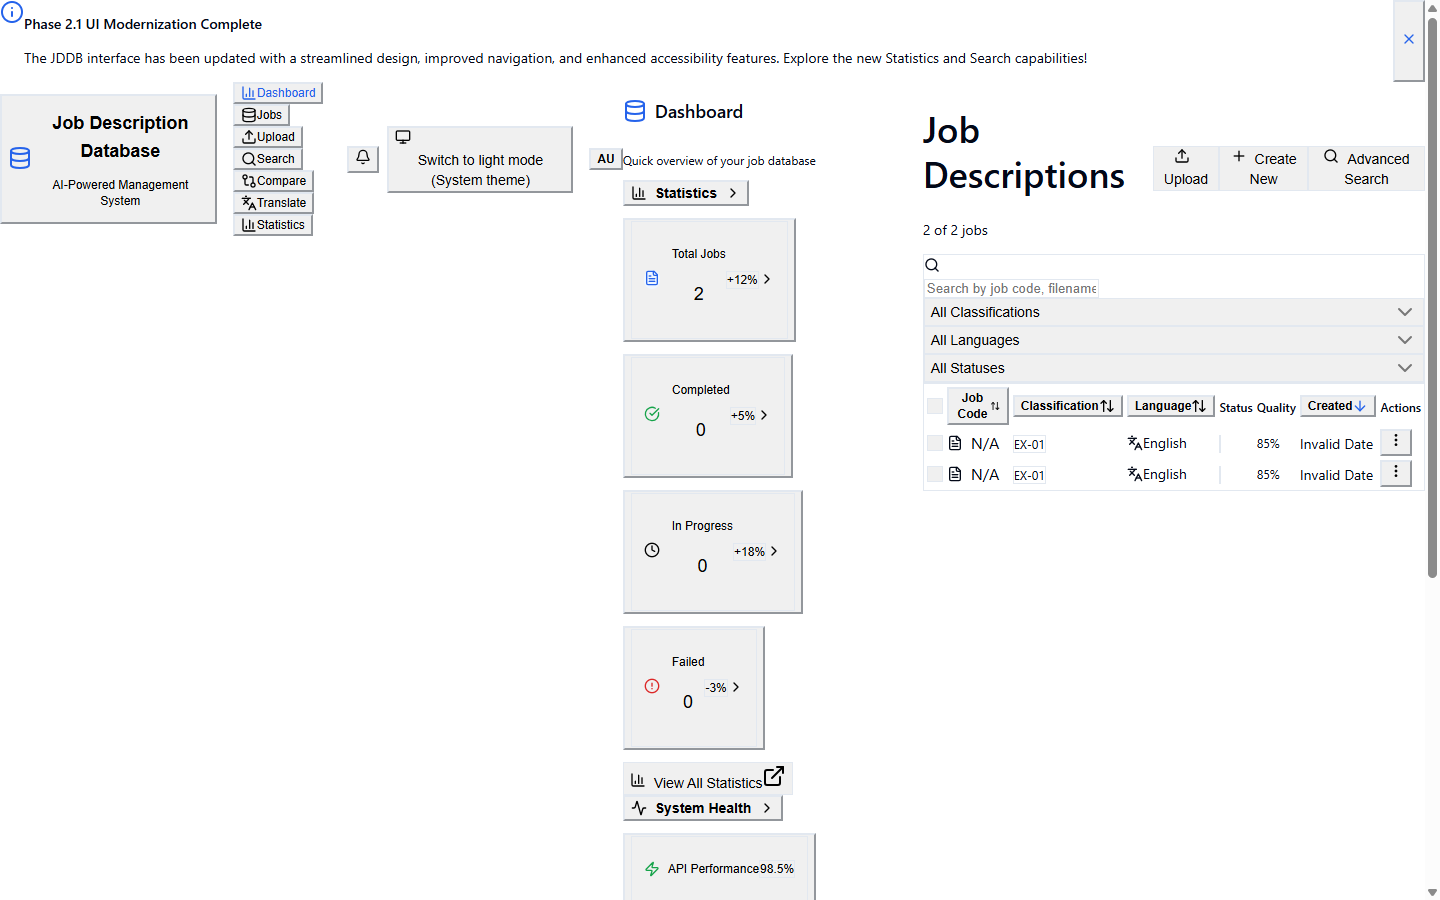 Phase 2.1 UI Modernization Complete
The JDDB interface has been updated with a streamlined design, improved navigation, and enhanced accessibility features. Explore the new Statistics and Search capabilities!
Job Description
Database
AI-Powered Management
System
Dashboard
Jobs
Upload
Search
Compare
Translate
Statistics
Switch to light mode
(System theme)
AU
Dashboard
Quick overview of your job database
Statistics
Total Jobs
2
+12%
Completed
0
+5%
In Progress
0
+18%
Failed
0
-3%
View All Statistics
System Health
API Performance 98.5%
Job
Descriptions
Upload
Create
New
Advanced
Search
2 of 2 jobs
Search by job code, filename
All Classifications
All Languages
All Statuses
Job
Code
Classification
Language
Status
Quality
Created
Actions
N/A EX-01 English 85% Invalid Date
N/A EX-01 English 85% Invalid Date